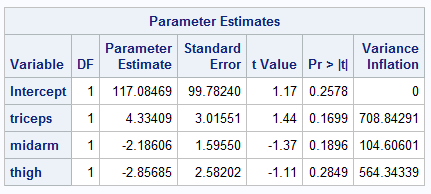 Parameter Estimates
Variable DF Parameter Estimate Standard Error t Value Pr > |t| Variance Inflation
Intercept 1 117.08469 99.78240 1.17 0.2578 0
triceps 1 4.33409 3.01551 1.44 0.1699 708.84291
midarm 1 -2.18606 1.59550 -1.37 0.1896 104.60601
thigh 1 -2.85685 2.58202 -1.11 0.2849 564.34339